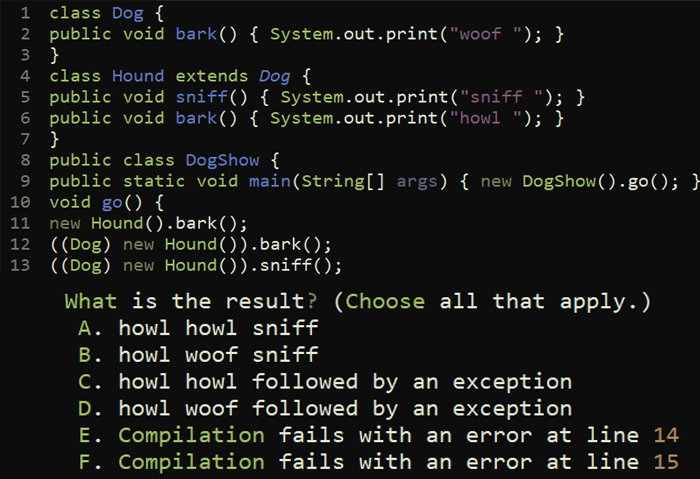 1 class Dog {
2 public void bark() { System.out.print("woof "); }
3 }
4 class Hound extends Dog {
5 public void sniff() { System.out.print("sniff "); }
6 public void bark() { System.out.print("howl "); }
7 }
8 public class DogShow {
9 public static void main(String[] args) { new DogShow().go(); }
10 void go() {
11 new Hound().bark();
12 ((Dog) new Hound()).bark();
13 ((Dog) new Hound()).sniff();
What is the result? (Choose all that apply.)
A. howl howl sniff
B. howl woof sniff
C. howl howl followed by an exception
D. howl woof followed by an exception
E. Compilation fails with an error at line 14
F. Compilation fails with an error at line 15